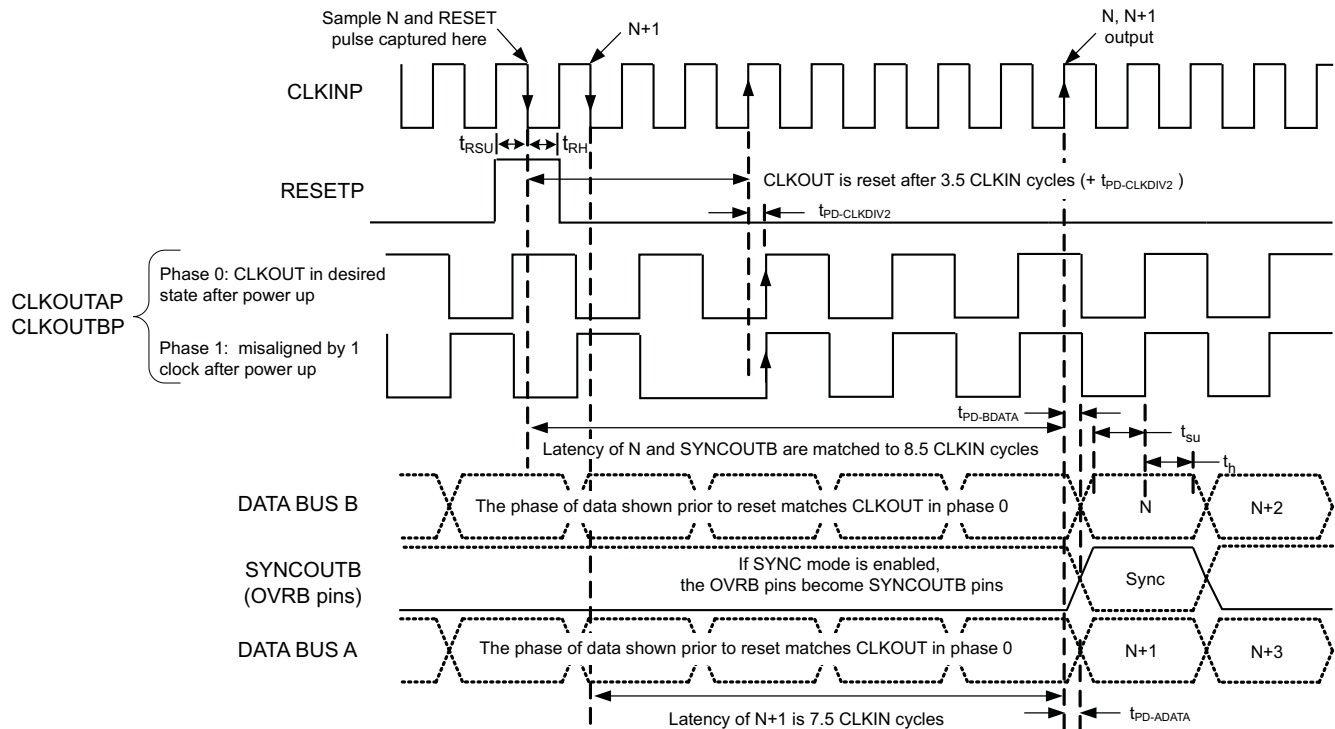 Sample N and RESET
pulse captured here
N+1
N, N+1
output
CLKINP
tRSU
tRH
RESETP
CLKOUT is reset after 3.5 CLKIN cycles (+ tPD-CLKDIV2 )
tPD-CLKDIV2
CLKOUTAP
CLKOUTBP
Phase 0: CLKOUT in desired
state after power up
Phase 1: misaligned by 1
clock after power up
tPD-BDATA
tsu
Latency of N and SYNCOUTB are matched to 8.5 CLKIN cycles
th
DATA BUS B
The phase of data shown prior to reset matches CLKOUT in phase 0
N
N+2
SYNCOUTB
(OVRB pins)
If SYNC mode is enabled,
the OVRB pins become SYNCOUTB pins
Sync
DATA BUS A
The phase of data shown prior to reset matches CLKOUT in phase 0
N+1
N+3
Latency of N+1 is 7.5 CLKIN cycles
tPD-ADATA